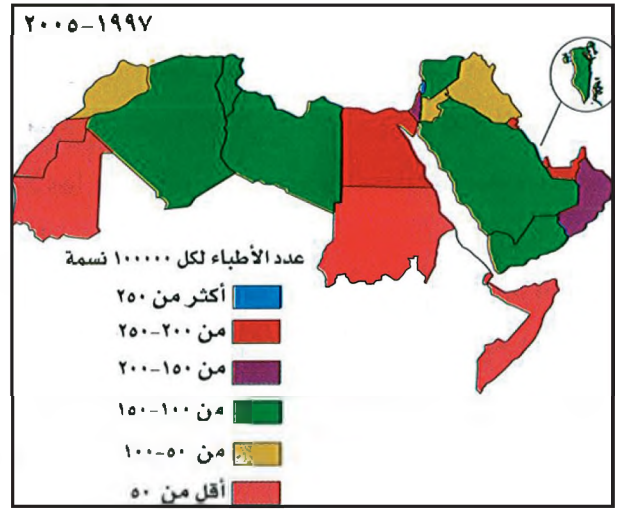 ١٩٩٧-٢٠٠٥
عدد الأطباء لكل ١٠٠٠٠٠ نسمة
أكثر من ٢٥٠
من ٢٠٠-٢٥٠
من ١٥٠-٢٠٠
من ١٠٠-١٥٠
من ٥٠-١٠٠
أقل من ٥٠